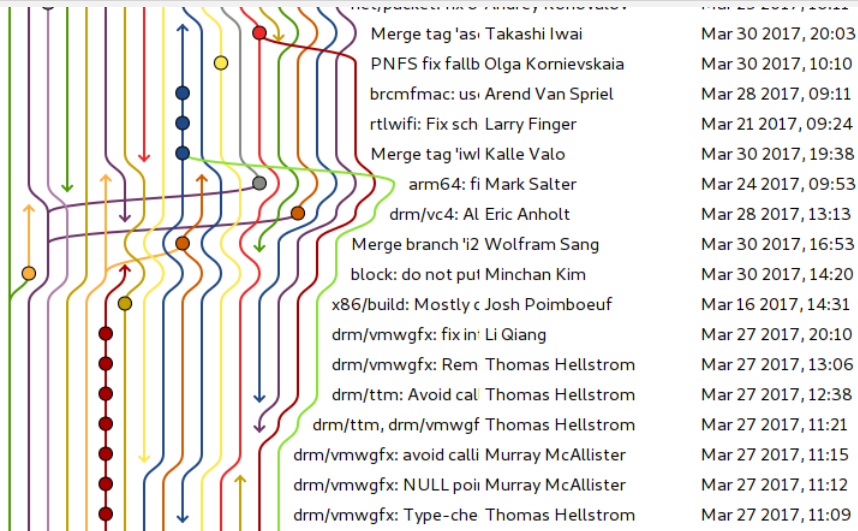 Merge tag 'as Takashi Iwai Mar 30 2017, 20:03
PNFS fix fallb Olga Kornievskaia Mar 30 2017, 10:10
brcmfmac: us Arend Van Spriel Mar 28 2017, 09:11
rtlwifi: Fix sch Larry Finger Mar 21 2017, 09:24
Merge tag 'iwl Kalle Valo Mar 30 2017, 19:38
arm64: fi Mark Salter Mar 24 2017, 09:53
drm/vc4: Al Eric Anholt Mar 28 2017, 13:13
Merge branch 'i2 Wolfram Sang Mar 30 2017, 16:53
block: do not put Minchan Kim Mar 30 2017, 14:20
x86/build: Mostly c Josh Poimboeuf Mar 16 2017, 14:31
drm/vmwgfx: fix in Li Qiang Mar 27 2017, 20:10
drm/vmwgfx: Rem Thomas Hellstrom Mar 27 2017, 13:06
drm/ttm: Avoid cal Thomas Hellstrom Mar 27 2017, 12:38
drm/ttm, drm/vmwgf Thomas Hellstrom Mar 27 2017, 11:21
drm/vmwgfx: avoid calli Murray McAllister Mar 27 2017, 11:15
drm/vmwgfx: NULL poi Murray McAllister Mar 27 2017, 11:12
drm/vmwgfx: Type-che Thomas Hellstrom Mar 27 2017, 11:09